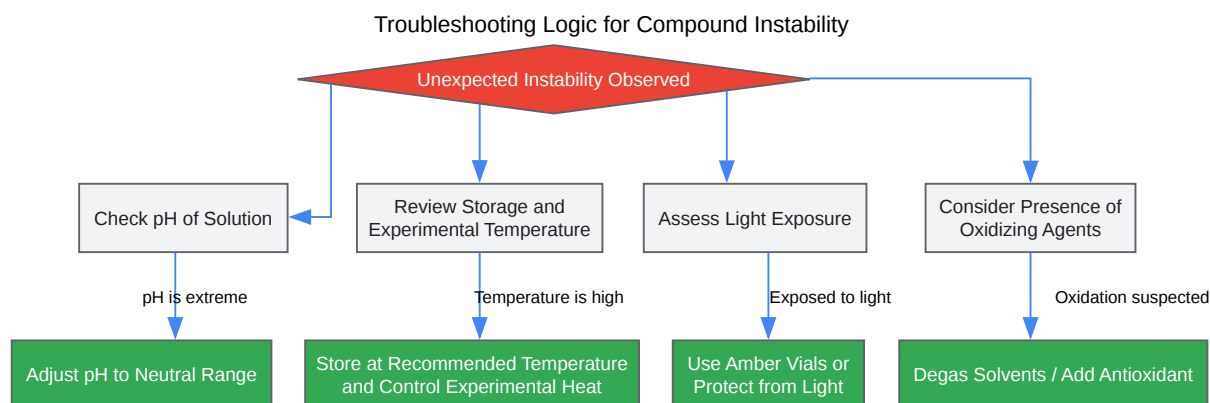 Troubleshooting Logic for Compound Instability
Unexpected Instability Observed
Check pH of Solution
Review Storage and
Experimental Temperature
Assess Light Exposure
Consider Presence of
Oxidizing Agents
pH is extreme
Temperature is high
Exposed to light
Oxidation suspected
Adjust pH to Neutral Range
Store at Recommended Temperature
and Control Experimental Heat
Use Amber Vials or
Protect from Light
Degas Solvents / Add Antioxidant